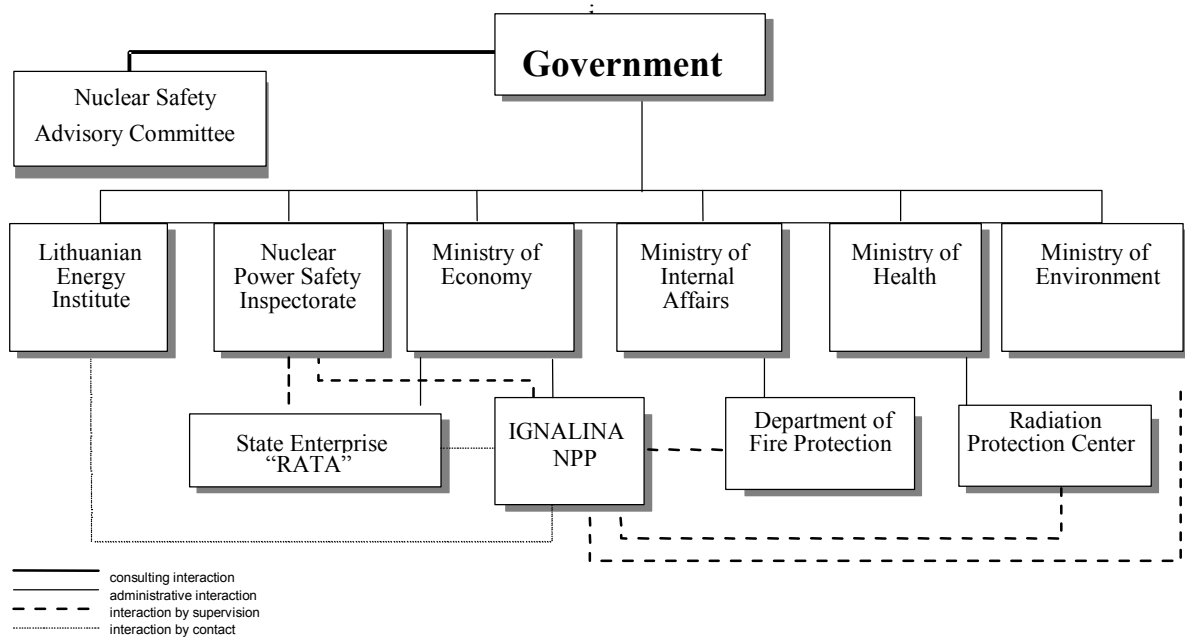 Government
Nuclear Safety
Advisory Committee
Lithuanian
Energy
Institute
Nuclear
Power Safety
Inspectorate
Ministry of
Economy
Ministry of
Internal
Affairs
Ministry of
Health
Ministry of
Environment
State Enterprise
“RATA”
IGNALINA
NPP
Department of
Fire Protection
Radiation
Protection Center
consulting interaction
administrative interaction
interaction by supervision
interaction by contact